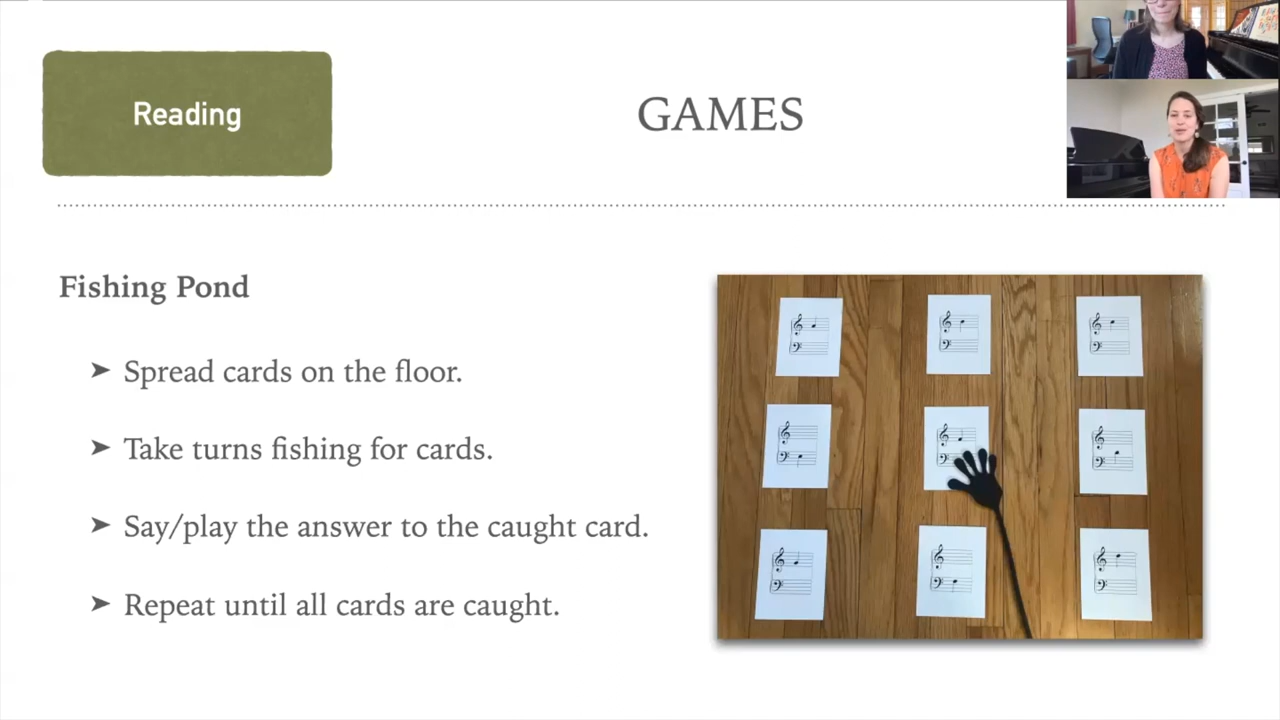 Reading
GAMES
Fishing Pond
➤ Spread cards on the floor.
➤ Take turns fishing for cards.
➤ Say/play the answer to the caught card.
➤ Repeat until all cards are caught.